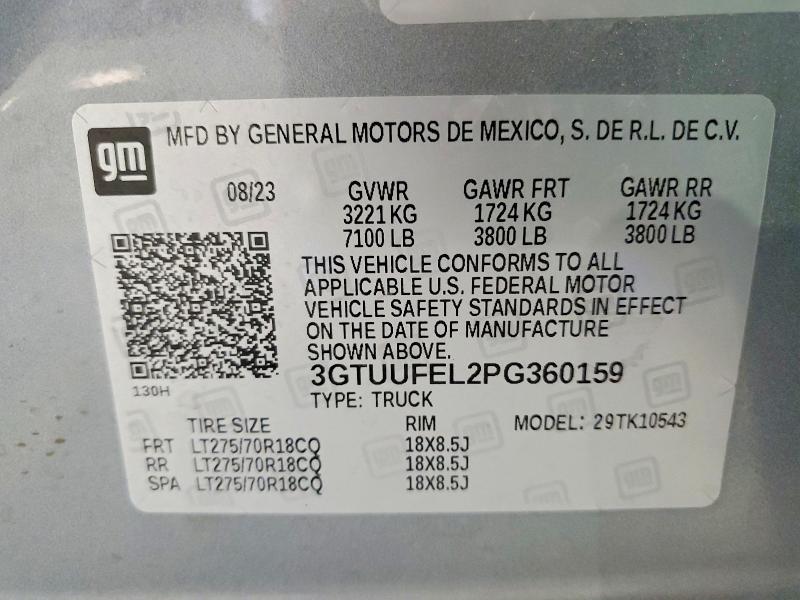 gm
MFD BY GENERAL MOTORS DE MEXICO, S. DE R.L. DE C.V.
08/23 GVWR GAWR FRT GAWR RR
3221 KG 1724 KG 1724 KG
7100 LB 3800 LB 3800 LB
THIS VEHICLE CONFORMS TO ALL
APPLICABLE U.S. FEDERAL MOTOR
VEHICLE SAFETY STANDARDS IN EFFECT
ON THE DATE OF MANUFACTURE
SHOWN ABOVE.
3GTUUFEL2PG360159
130H
TYPE: TRUCK
TIRE SIZE RIM MODEL: 29TK10543
FRT LT275/70R18CQ 18X8.5J
RR LT275/70R18CQ 18X8.5J
SPA LT275/70R18CQ 18X8.5J